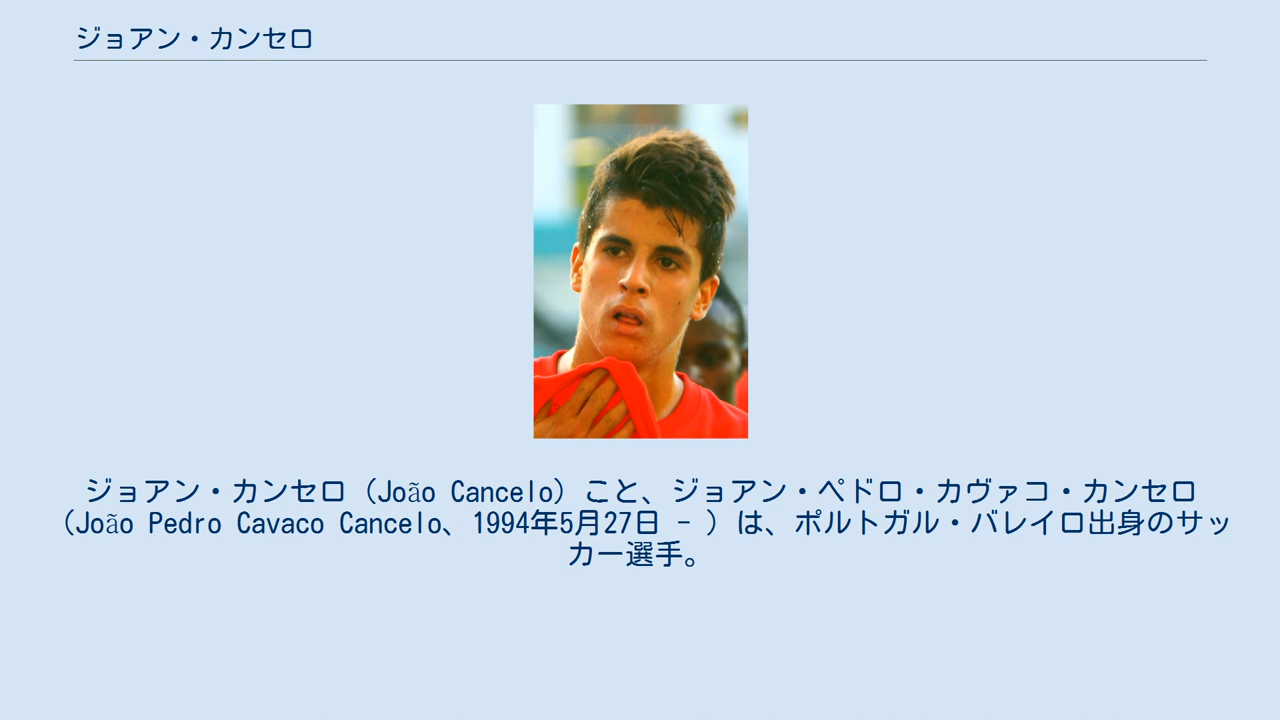 ジョアン・カンセロ
ジョアン・カンセロ（João Cancelo）こと、ジョアン・ペドロ・カヴァコ・カンセロ
（João Pedro Cavaco Cancelo、1994年5月27日 - ）は、ポルトガル・バレイロ出身のサッ
カー選手。